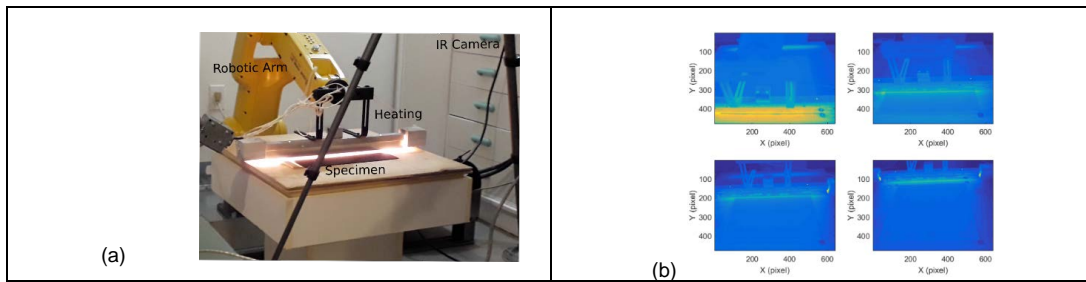 IR Camera
Robotic Arm
Heating
Specimen
(a)
100
200
300
400
Y (pixel)
200 400 600
X (pixel)
100
200
300
400
Y (pixel)
200 400 600
X (pixel)
100
200
300
400
Y (pixel)
200 400 600
X (pixel)
100
200
300
400
Y (pixel)
200 400 600
X (pixel)
(b)